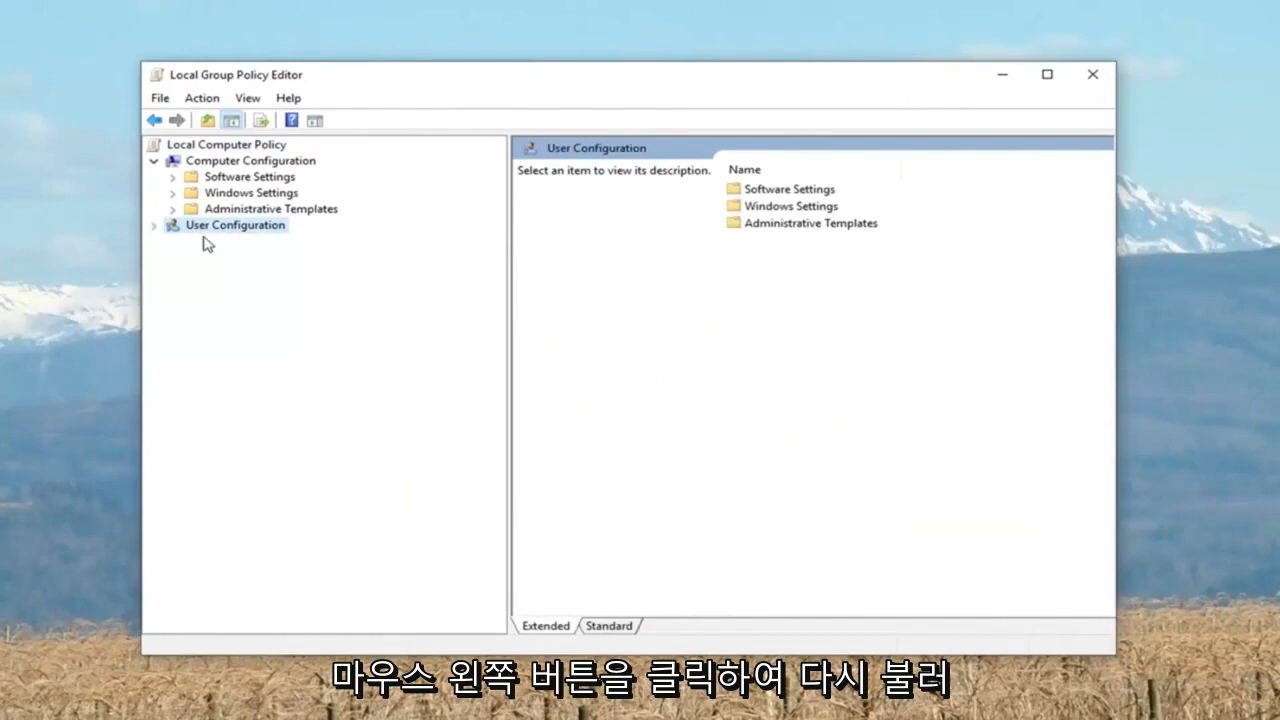 Local Group Policy Editor
File Action View Help
Local Computer Policy
Computer Configuration
Software Settings
Windows Settings
Administrative Templates
User Configuration
User Configuration
Select an item to view its description.
Name
Software Settings
Windows Settings
Administrative Templates
Extended Standard
마우스 왼쪽 버튼을 클릭하여 다시 불러